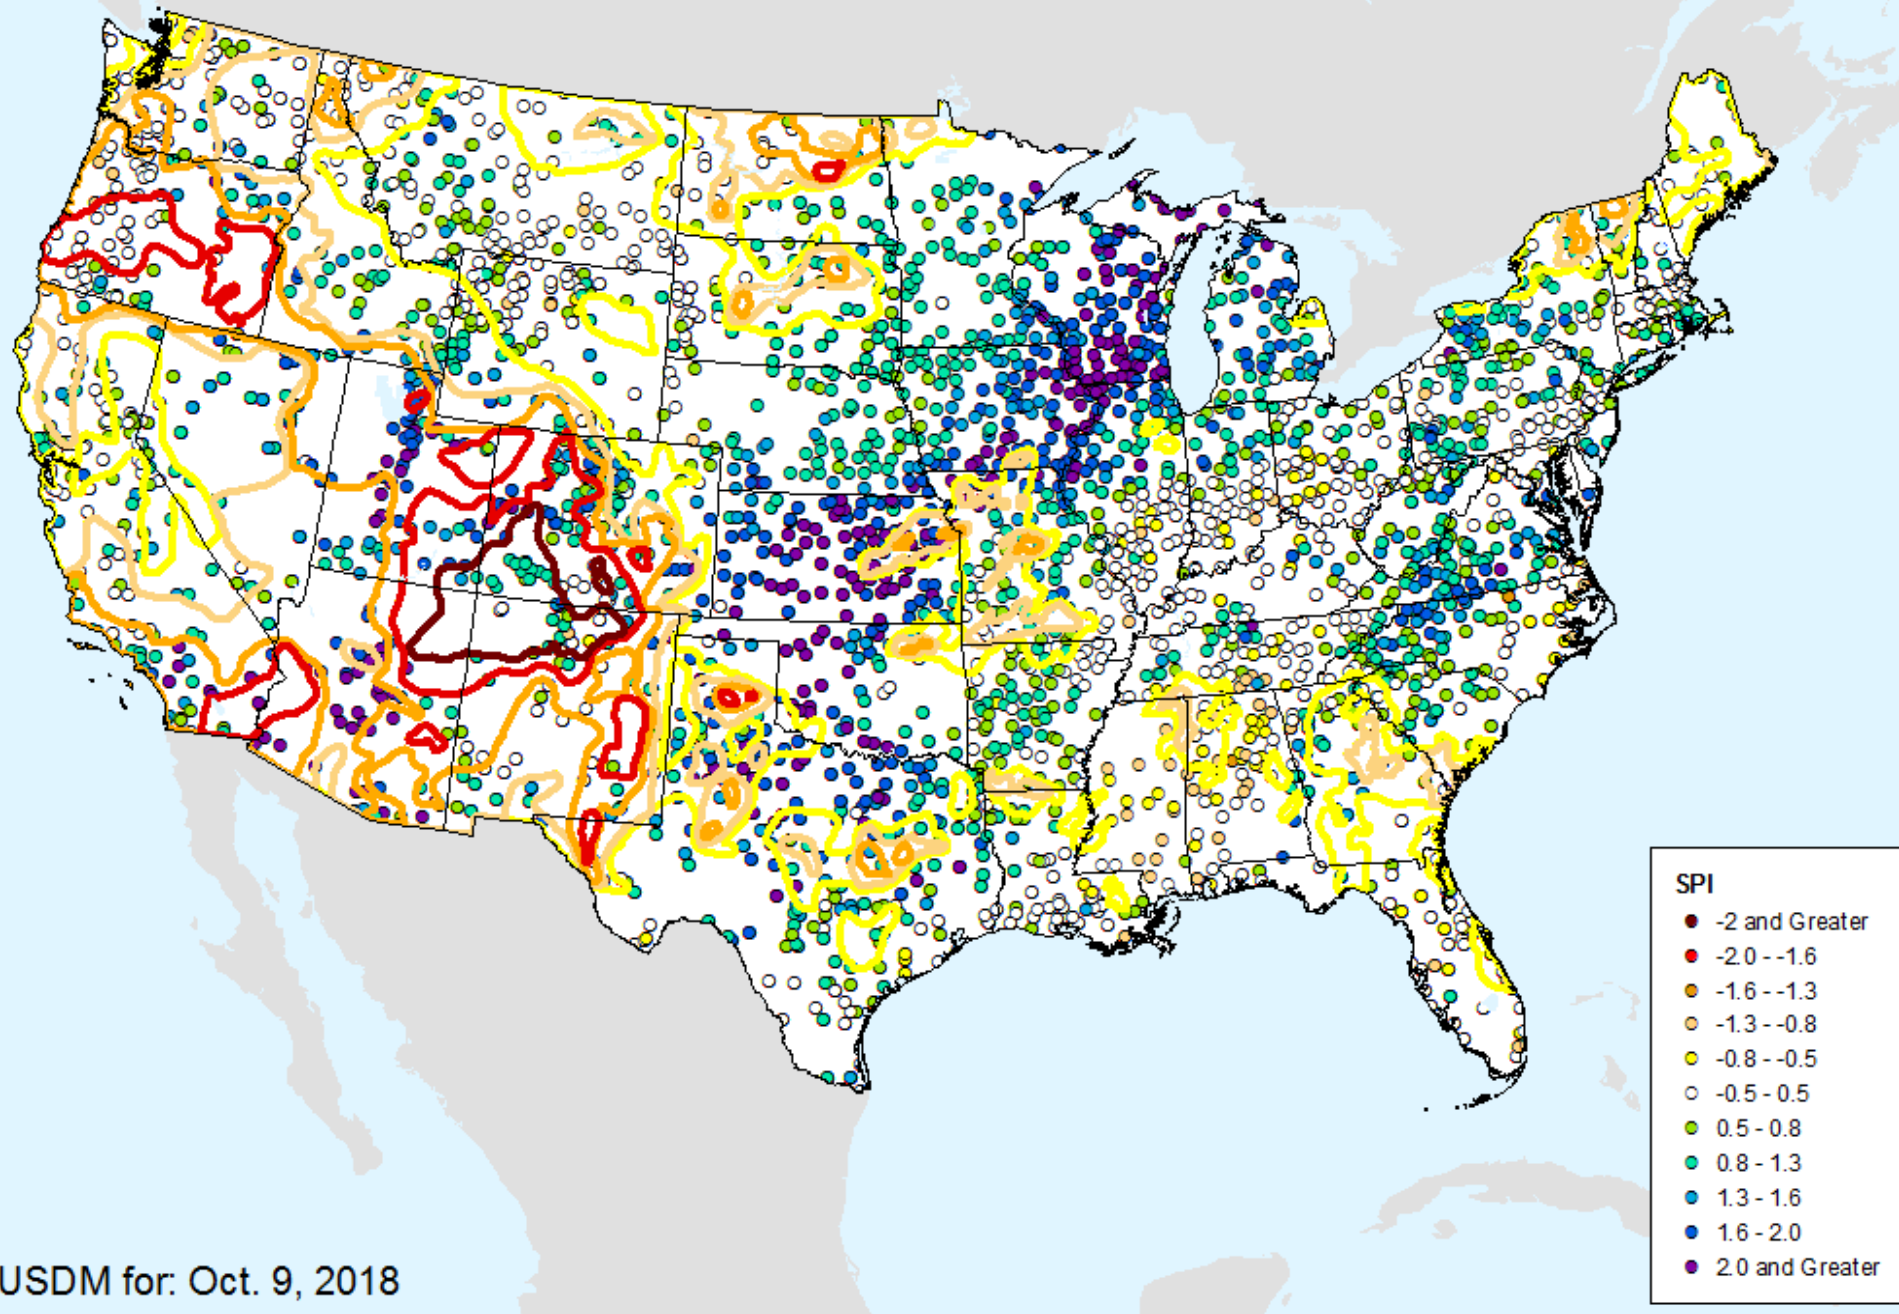 SPI
-2 and Greater
-2.0 - -1.6
-1.6 - -1.3
-1.3 - -0.8
-0.8 - -0.5
-0.5 - 0.5
0.5 - 0.8
0.8 - 1.3
1.3 - 1.6
1.6 - 2.0
2.0 and Greater
USDM for: Oct. 9, 2018